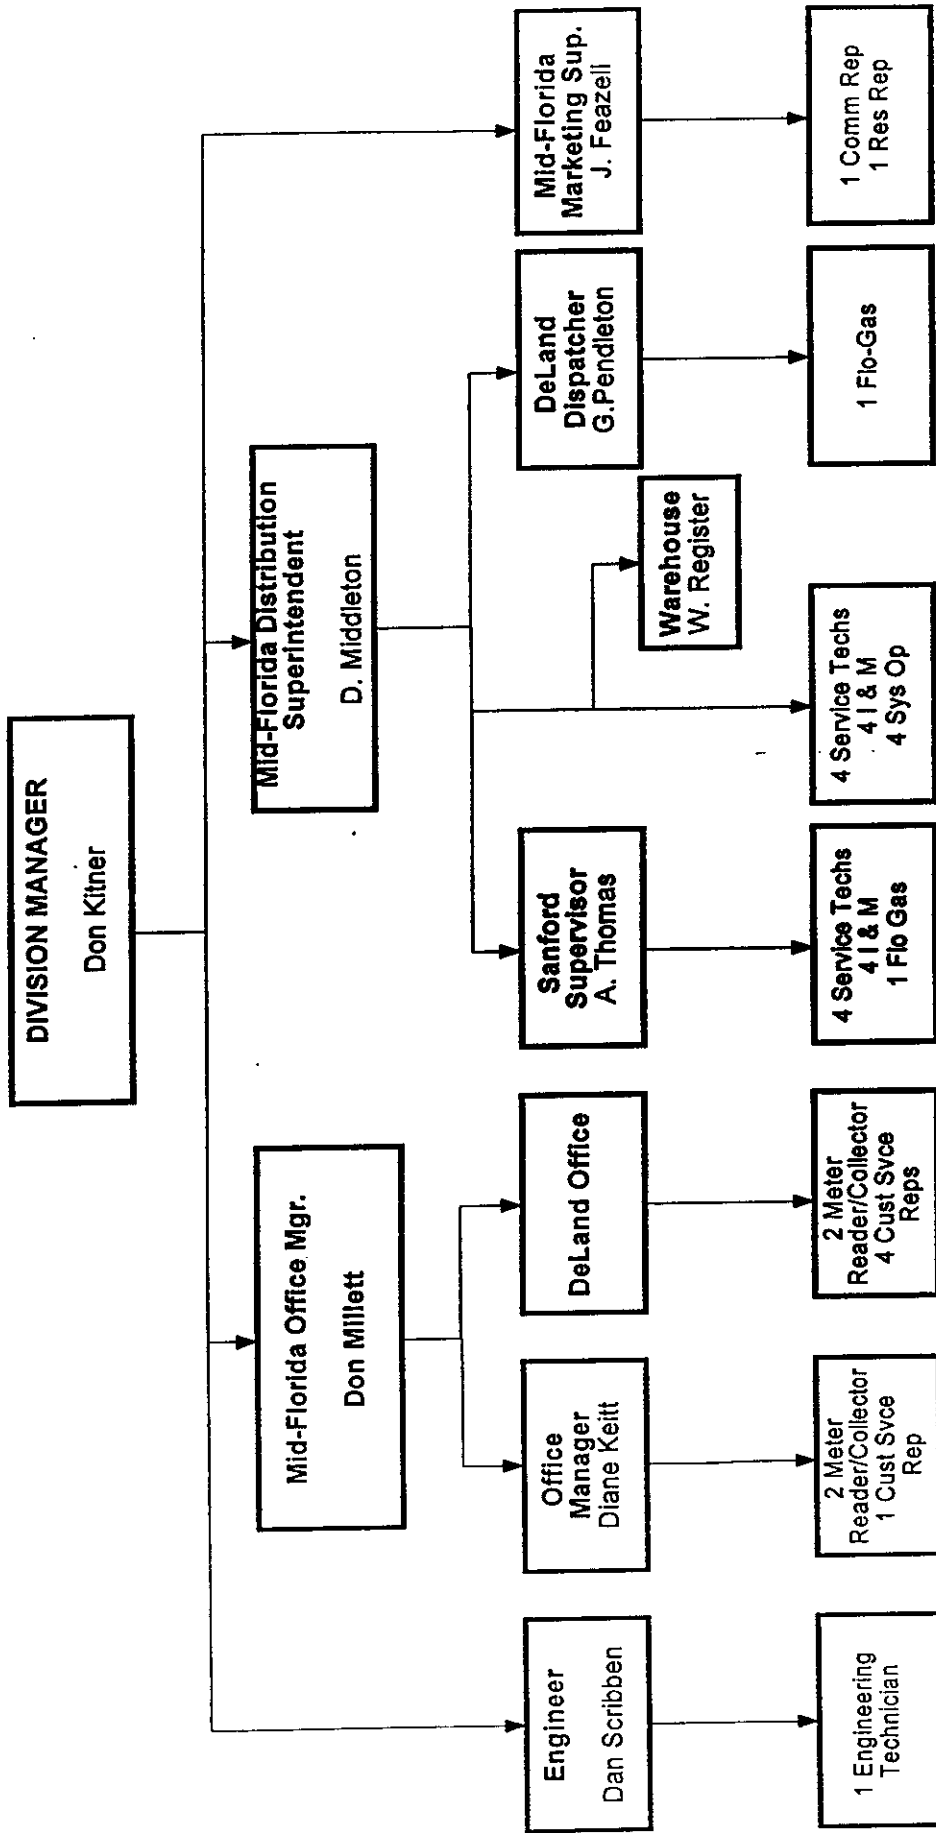 DIVISION MANAGER
Don Kitner
Mid-Florida Office Mgr.
Don Millett
Mid-Florida Distribution
Superintendent
D. Middleton
Engineer
Dan Scribben
Office
Manager
Diane Keitt
DeLand Office
Sanford
Supervisor
A. Thomas
Warehouse
W. Register
DeLand
Dispatcher
G.Pendleton
Mid-Florida
Marketing Sup.
J. Feazell
1 Engineering
Technician
2 Meter
Reader/Collector
1 Cust Svce
Rep
2 Meter
Reader/Collector
4 Cust Svce
Reps
4 Service Techs
4 I & M
1 Flo Gas
4 Service Techs
4 I & M
4 Sys Op
1 Flo-Gas
1 Comm Rep
1 Res Rep